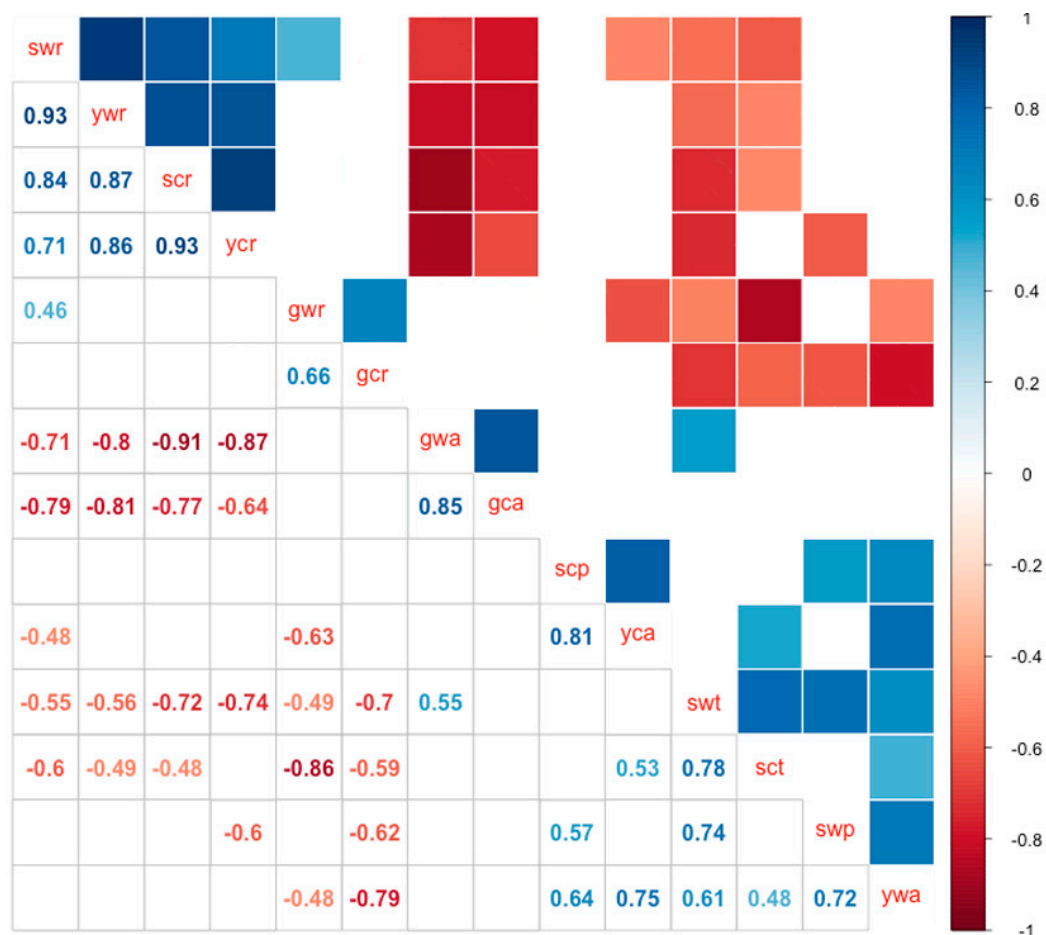 swr 1
0.93 ywr 0.8
0.84 0.87 scr 0.6
0.71 0.86 0.93 ycr
0.46 gwr 0.4
0.66 gcr 0.2
-0.71 -0.8 -0.91 -0.87 gwa 0
-0.79 -0.81 -0.77 -0.64 0.85 gca
scp -0.2
-0.48 -0.63 0.81 yca -0.4
-0.55 -0.56 -0.72 -0.74 -0.49 -0.7 0.55 swt
-0.6 -0.49 -0.48 -0.86 -0.59 0.53 0.78 sct -0.6
-0.6 -0.62 0.57 0.74 swp -0.8
-0.48 -0.79 0.64 0.75 0.61 0.48 0.72 ywa -1